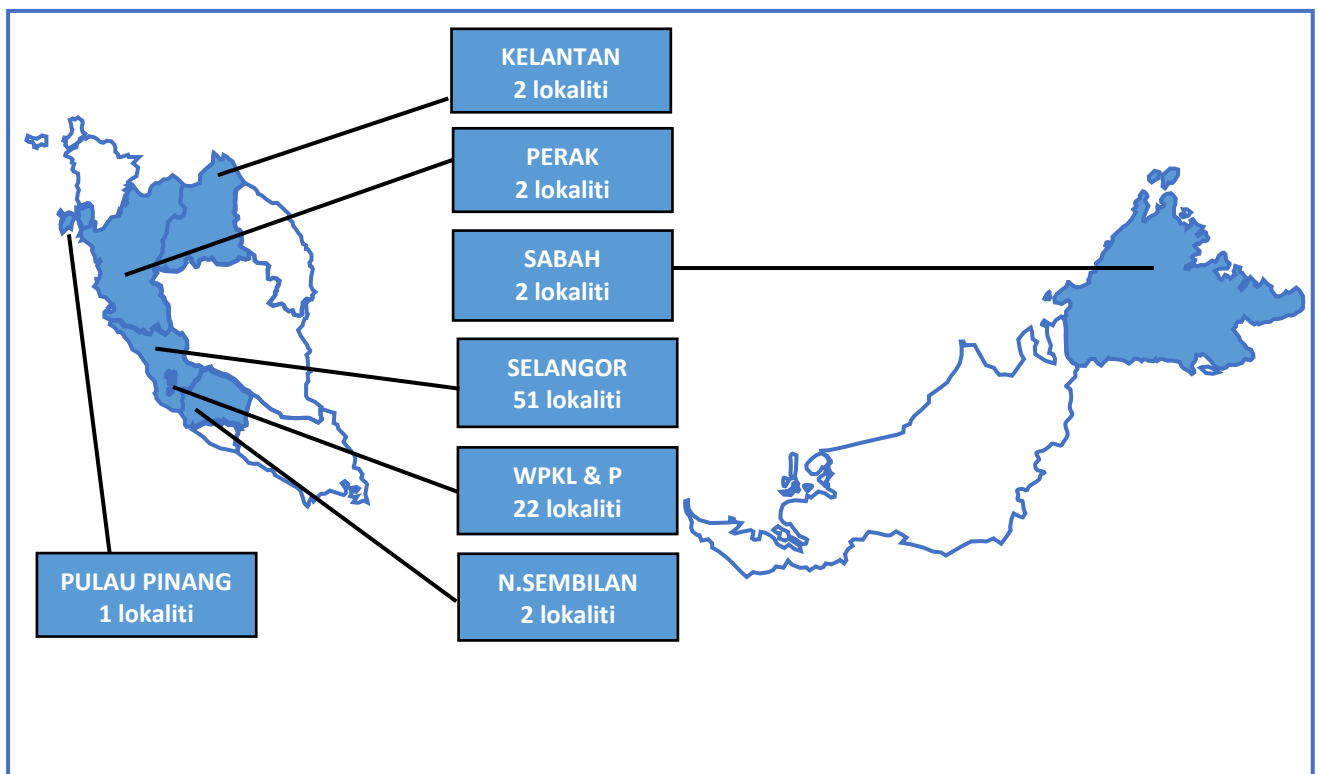 KELANTAN
2 lokaliti
PERAK
2 lokaliti
SABAH
2 lokaliti
SELANGOR
51 lokaliti
WPKL & P
22 lokaliti
PULAU PINANG
1 lokaliti
N.SEMBILAN
2 lokaliti